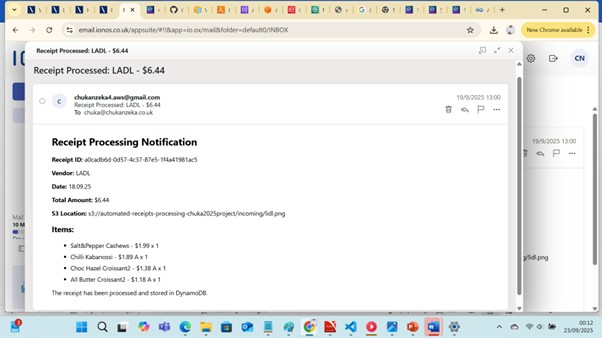 email.ionos.co.uk/appsuite/#!!&app=io.ox/mail&folder=default0/INBOX
New Chrome available
Receipt Processed: LADL - $6.44
CN
Receipt Processed: LADL - $6.44
C
chukanzeka4.aws@gmail.com
19/9/2025 13:00
Receipt Processed: LADL - $6.44
To chuka@chukanzeka.co.uk
19/9/2025 13:00
Receipt Processing Notification
Receipt ID: a0cadb6d-0d57-4c37-87e5-1f4a41981ac5
Vendor: LADL
Date: 18.09.25
Total Amount: $6.44
S3 Location: s3://automated-receipts-processing-chuka2025project/incoming/lidl.png
Items:
Salt&Pepper Cashews - $1.99 x 1
Chilli Kabanossi - $1.89 A x 1
Choc Hazel Croissant2 - $1.38 A x 1
All Butter Croissant2 - $1.18 A x 1
The receipt has been processed and stored in DynamoDB.
g/lidl.png
Mail
10 M
00:12
23/09/2025